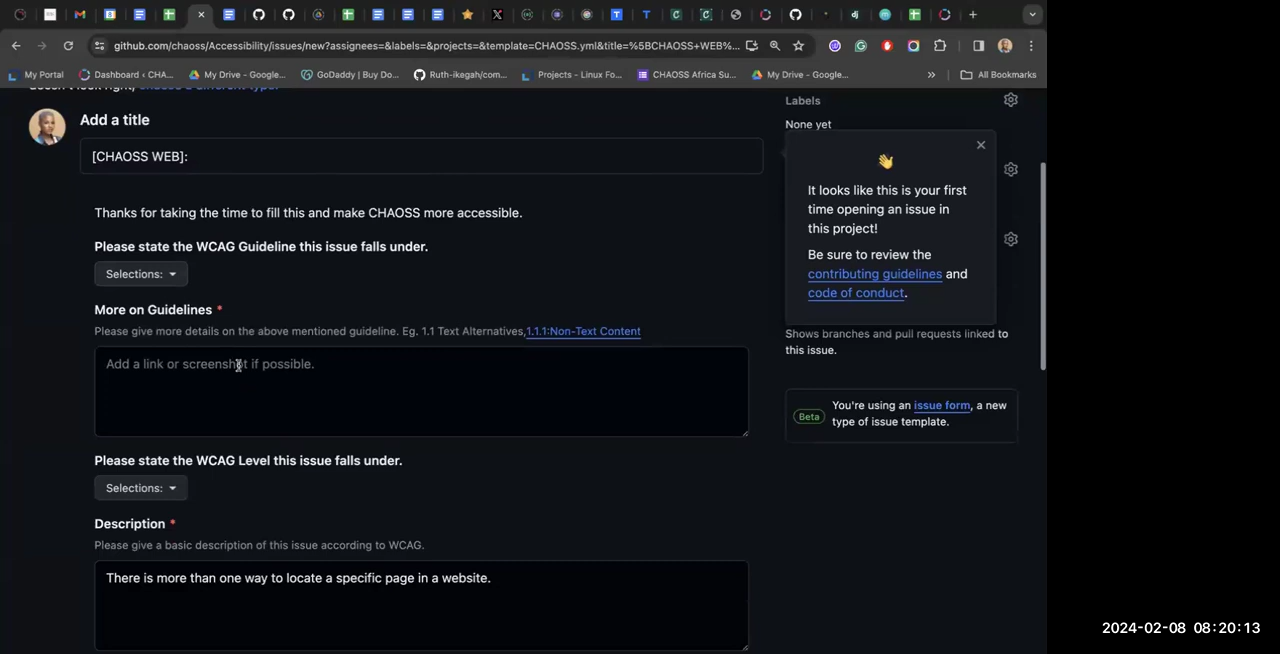 github.com/chaoss/Accessibility/issues/new?assignees=&labels=&projects=&template=CHAOSS.yml&title=%5BCHAOSS+WEB%...
My Portal
Dashboard ‹ CHA...
My Drive – Google...
GoDaddy | Buy Do...
Ruth-ikegah/com...
Projects - Linux Fo...
CHAOSS Africa Su...
My Drive – Google...
»
All Bookmarks
Add a title
[CHAOSS WEB]:
Thanks for taking the time to fill this and make CHAOSS more accessible.
Please state the WCAG Guideline this issue falls under.
Selections:
More on Guidelines *
Please give more details on the above mentioned guideline. Eg. 1.1 Text Alternatives,1.1.1:Non-Text Content
Add a link or screenshot if possible.
Please state the WCAG Level this issue falls under.
Selections:
Description *
Please give a basic description of this issue according to WCAG.
There is more than one way to locate a specific page in a website.
Labels
None yet
It looks like this is your first
time opening an issue in
this project!
Be sure to review the
contributing guidelines and
code of conduct.
Shows branches and pull requests linked to
this issue.
Beta
You're using an issue form, a new
type of issue template.
2024-02-08 08:20:13